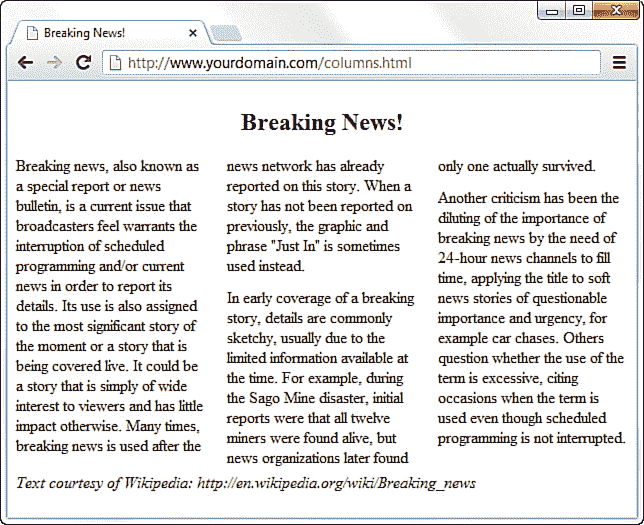 Breaking News!
http://www.yourdomain.com/columns.html
Breaking News!
Breaking news, also known as
a special report or news
bulletin, is a current issue that
broadcasters feel warrants the
interruption of scheduled
programming and/or current
news in order to report its
details. Its use is also assigned
to the most significant story of
the moment or a story that is
being covered live. It could be
a story that is simply of wide
interest to viewers and has little
impact otherwise. Many times,
breaking news is used after the
news network has already
reported on this story. When a
story has not been reported on
previously, the graphic and
phrase "Just In" is sometimes
used instead.
In early coverage of a breaking
story, details are commonly
sketchy, usually due to the
limited information available at
the time. For example, during
the Sago Mine disaster, initial
reports were that all twelve
miners were found alive, but
news organizations later found
only one actually survived.
Another criticism has been the
diluting of the importance of
breaking news by the need of
24-hour news channels to fill
time, applying the title to soft
news stories of questionable
importance and urgency, for
example car chases. Others
question whether the use of the
term is excessive, citing
occasions when the term is
used even though scheduled
programming is not interrupted.
Text courtesy of Wikipedia: http://en.wikipedia.org/wiki/Breaking_news